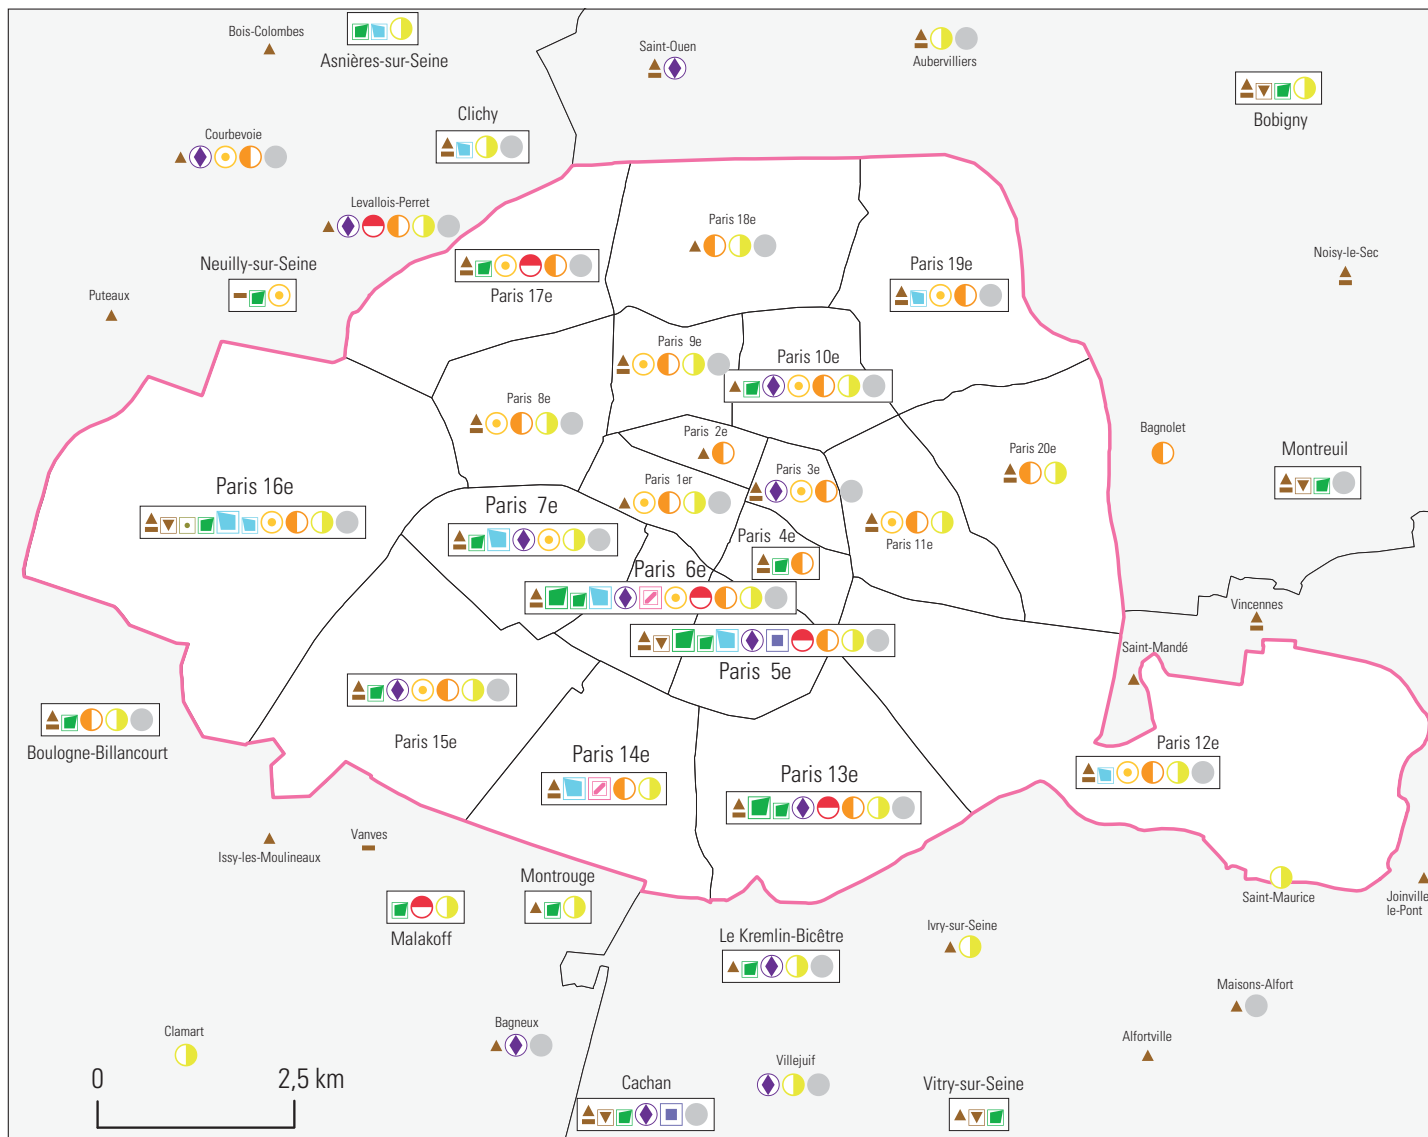 Bois-Colombes
Asnières-sur-Seine
Saint-Ouen
Aubervilliers
Bobigny
Clichy
Courbevoie
Levallois-Perret
Neuilly-sur-Seine
Puteaux
Noisy-le-Sec
Paris 18e
Paris 17e
Paris 19e
Paris 9e
Paris 10e
Paris 8e
Paris 2e
Paris 3e
Paris 1er
Paris 20e
Bagnolet
Montreuil
Paris 16e
Paris 7e
Paris 4e
Paris 11e
Paris 6e
Paris 5e
Vincennes
Saint-Mandé
Paris 15e
Paris 14e
Paris 13e
Paris 12e
Boulogne-Billancourt
Issy-les-Moulineaux
Vanves
Montrouge
Malakoff
Le Kremlin-Bicêtre
Ivry-sur-Seine
Saint-Maurice
Joinville
le-Pont
Maisons-Alfort
Alfortville
Clamart
Bagneux
Villejuif
Cachan
Vitry-sur-Seine
0 2,5 km